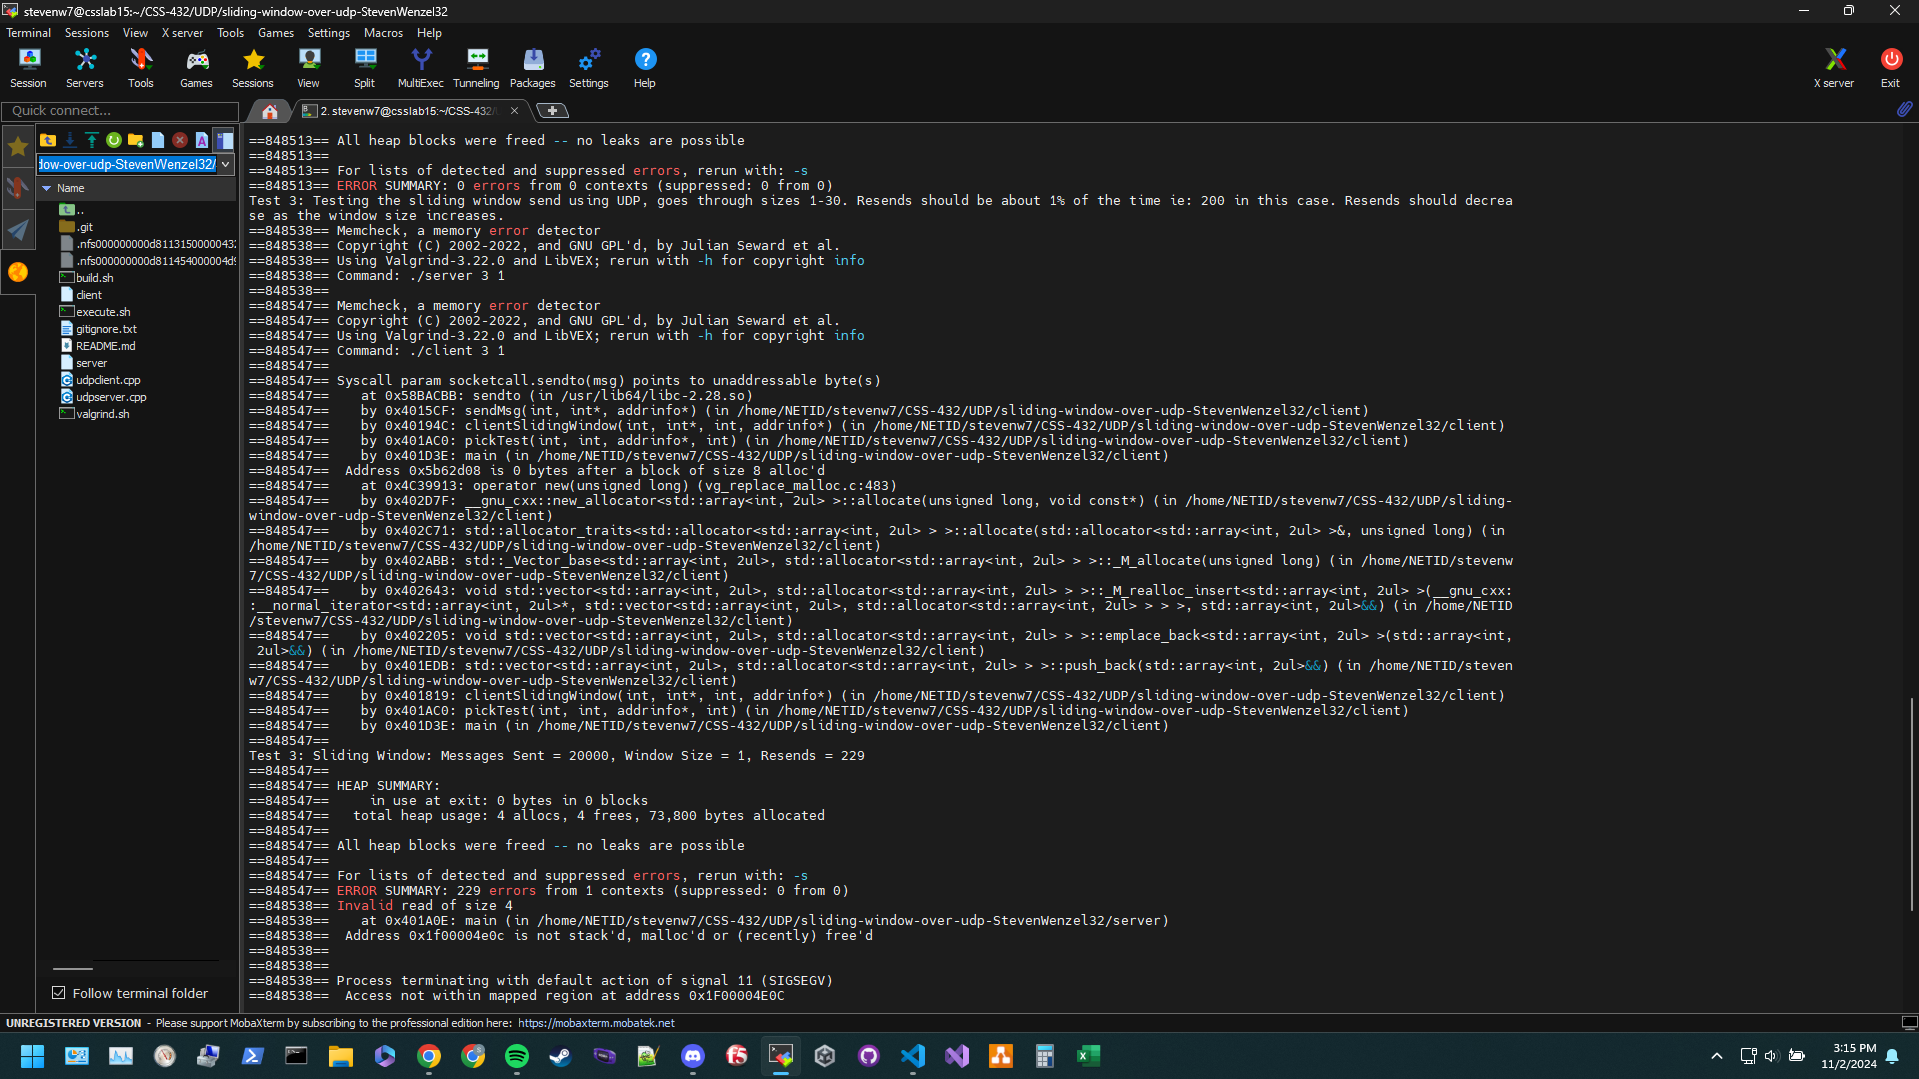 stevenw7@csslab15:~/CSS-432/UDP/sliding-window-over-udp-StevenWenzel32
Terminal Sessions View X server Tools Games Settings Macros Help
Session Servers Tools Games Sessions View Split MultiExec Tunneling Packages Settings Help X server Exit
Quick connect...
2. stevenw7@csslab15:~/CSS-432/
dow-over-udp-StevenWenzel32/
Name
..
.git
.nfs000000000d8113150000043
.nfs000000000d811454000004d
build.sh
client
execute.sh
gitignore.txt
README.md
server
udpclient.cpp
udpserver.cpp
valgrind.sh
Follow terminal folder
==848513== All heap blocks were freed -- no leaks are possible
==848513==
==848513== For lists of detected and suppressed errors, rerun with: -s
==848513== ERROR SUMMARY: 0 errors from 0 contexts (suppressed: 0 from 0)
Test 3: Testing the sliding window send using UDP, goes through sizes 1-30. Resends should be about 1% of the time ie: 200 in this case. Resends should decrea
se as the window size increases.
==848538== Memcheck, a memory error detector
==848538== Copyright (C) 2002-2022, and GNU GPL'd, by Julian Seward et al.
==848538== Using Valgrind-3.22.0 and LibVEX; rerun with -h for copyright info
==848538== Command: ./server 3 1
==848538==
==848547== Memcheck, a memory error detector
==848547== Copyright (C) 2002-2022, and GNU GPL'd, by Julian Seward et al.
==848547== Using Valgrind-3.22.0 and LibVEX; rerun with -h for copyright info
==848547== Command: ./client 3 1
==848547==
==848547== Syscall param socketcall.sendto(msg) points to unaddressable byte(s)
==848547==    at 0x58BACBB: sendto (in /usr/lib64/libc-2.28.so)
==848547==    by 0x4015CF: sendMsg(int, int*, addrinfo*) (in /home/NETID/stevenw7/CSS-432/UDP/sliding-window-over-udp-StevenWenzel32/client)
==848547==    by 0x40194C: clientSlidingWindow(int, int*, int, addrinfo*) (in /home/NETID/stevenw7/CSS-432/UDP/sliding-window-over-udp-StevenWenzel32/client)
==848547==    by 0x401AC0: pickTest(int, int, addrinfo*, int) (in /home/NETID/stevenw7/CSS-432/UDP/sliding-window-over-udp-StevenWenzel32/client)
==848547==    by 0x401D3E: main (in /home/NETID/stevenw7/CSS-432/UDP/sliding-window-over-udp-StevenWenzel32/client)
==848547==  Address 0x5b62d08 is 0 bytes after a block of size 8 alloc'd
==848547==    at 0x4C39913: operator new(unsigned long) (vg_replace_malloc.c:483)
==848547==    by 0x402D7F: __gnu_cxx::new_allocator<std::array<int, 2ul> >::allocate(unsigned long, void const*) (in /home/NETID/stevenw7/CSS-432/UDP/sliding-
window-over-udp-StevenWenzel32/client)
==848547==    by 0x402C71: std::allocator_traits<std::allocator<std::array<int, 2ul> > >::allocate(std::allocator<std::array<int, 2ul> >&, unsigned long) (in
/home/NETID/stevenw7/CSS-432/UDP/sliding-window-over-udp-StevenWenzel32/client)
==848547==    by 0x402ABB: std::_Vector_base<std::array<int, 2ul>, std::allocator<std::array<int, 2ul> > >::_M_allocate(unsigned long) (in /home/NETID/stevenw
7/CSS-432/UDP/sliding-window-over-udp-StevenWenzel32/client)
==848547==    by 0x402643: void std::vector<std::array<int, 2ul>, std::allocator<std::array<int, 2ul> > >::_M_realloc_insert<std::array<int, 2ul> >(__gnu_cxx:
:__normal_iterator<std::array<int, 2ul>*, std::vector<std::array<int, 2ul>, std::allocator<std::array<int, 2ul> > > >, std::array<int, 2ul>&&) (in /home/NETID
/stevenw7/CSS-432/UDP/sliding-window-over-udp-StevenWenzel32/client)
==848547==    by 0x402205: void std::vector<std::array<int, 2ul>, std::allocator<std::array<int, 2ul> > >::emplace_back<std::array<int, 2ul> >(std::array<int,
 2ul>&&) (in /home/NETID/stevenw7/CSS-432/UDP/sliding-window-over-udp-StevenWenzel32/client)
==848547==    by 0x401EDB: std::vector<std::array<int, 2ul>, std::allocator<std::array<int, 2ul> > >::push_back(std::array<int, 2ul>&&) (in /home/NETID/steven
w7/CSS-432/UDP/sliding-window-over-udp-StevenWenzel32/client)
==848547==    by 0x401819: clientSlidingWindow(int, int*, int, addrinfo*) (in /home/NETID/stevenw7/CSS-432/UDP/sliding-window-over-udp-StevenWenzel32/client)
==848547==    by 0x401AC0: pickTest(int, int, addrinfo*, int) (in /home/NETID/stevenw7/CSS-432/UDP/sliding-window-over-udp-StevenWenzel32/client)
==848547==    by 0x401D3E: main (in /home/NETID/stevenw7/CSS-432/UDP/sliding-window-over-udp-StevenWenzel32/client)
==848547==
Test 3: Sliding Window: Messages Sent = 20000, Window Size = 1, Resends = 229
==848547==
==848547== HEAP SUMMARY:
==848547==     in use at exit: 0 bytes in 0 blocks
==848547==   total heap usage: 4 allocs, 4 frees, 73,800 bytes allocated
==848547==
==848547== All heap blocks were freed -- no leaks are possible
==848547==
==848547== For lists of detected and suppressed errors, rerun with: -s
==848547== ERROR SUMMARY: 229 errors from 1 contexts (suppressed: 0 from 0)
==848538== Invalid read of size 4
==848538==    at 0x401A0E: main (in /home/NETID/stevenw7/CSS-432/UDP/sliding-window-over-udp-StevenWenzel32/server)
==848538==  Address 0x1f00004e0c is not stack'd, malloc'd or (recently) free'd
==848538==
==848538==
==848538== Process terminating with default action of signal 11 (SIGSEGV)
==848538==  Access not within mapped region at address 0x1F00004E0C
UNREGISTERED VERSION - Please support MobaXterm by subscribing to the professional edition here: https://mobaxterm.mobatek.net
3:15 PM
11/2/2024